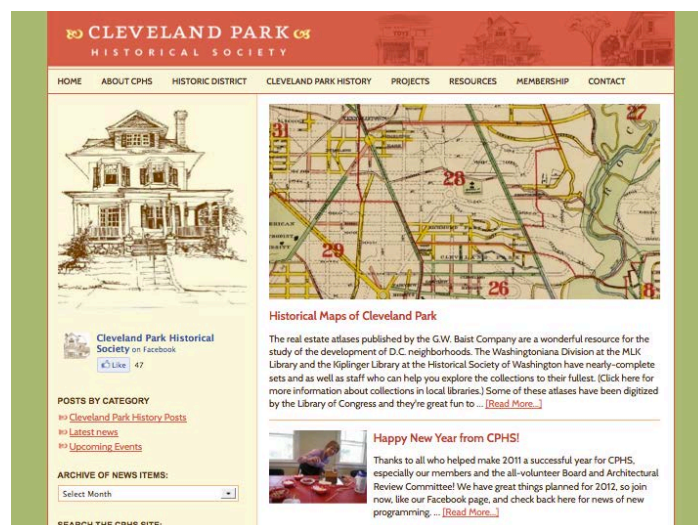 CLEVELAND PARK
HISTORICAL SOCIETY
HOME ABOUT CPHS HISTORIC DISTRICT CLEVELAND PARK HISTORY PROJECTS RESOURCES MEMBERSHIP CONTACT
31
27
28
29
26
8
CLEVELAND PARK
Cleveland Park Historical
Society on Facebook
Like 47
POSTS BY CATEGORY
Cleveland Park History Posts
Latest news
Upcoming Events
ARCHIVE OF NEWS ITEMS:
Select Month
SEARCH THE CPHS SITE:
Historical Maps of Cleveland Park
The real estate atlases published by the G.W. Baist Company are a wonderful resource for the
study of the development of D.C. neighborhoods. The Washingtoniana Division at the MLK
Library and the Kiplinger Library at the Historical Society of Washington have nearly-complete
sets and as well as staff who can help you explore the collections to their fullest. (Click here for
more information about collections in local libraries.) Some of these atlases have been digitized
by the Library of Congress and they're great fun to ... [Read More...]
Happy New Year from CPHS!
Thanks to all who helped make 2011 a successful year for CPHS,
especially our members and the all-volunteer Board and Architectural
Review Committee! We have great things planned for 2012, so join
now, like our Facebook page, and check back here for news of new
programming. ... [Read More...]